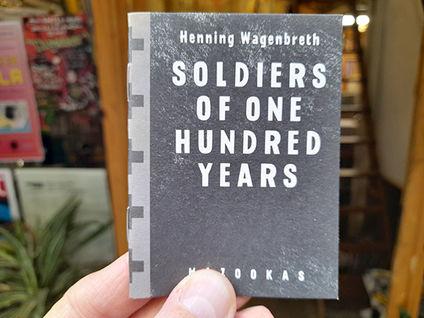 Henning Wagenbreth
SOLDIERS
OF ONE
HUNDRED
YEARS